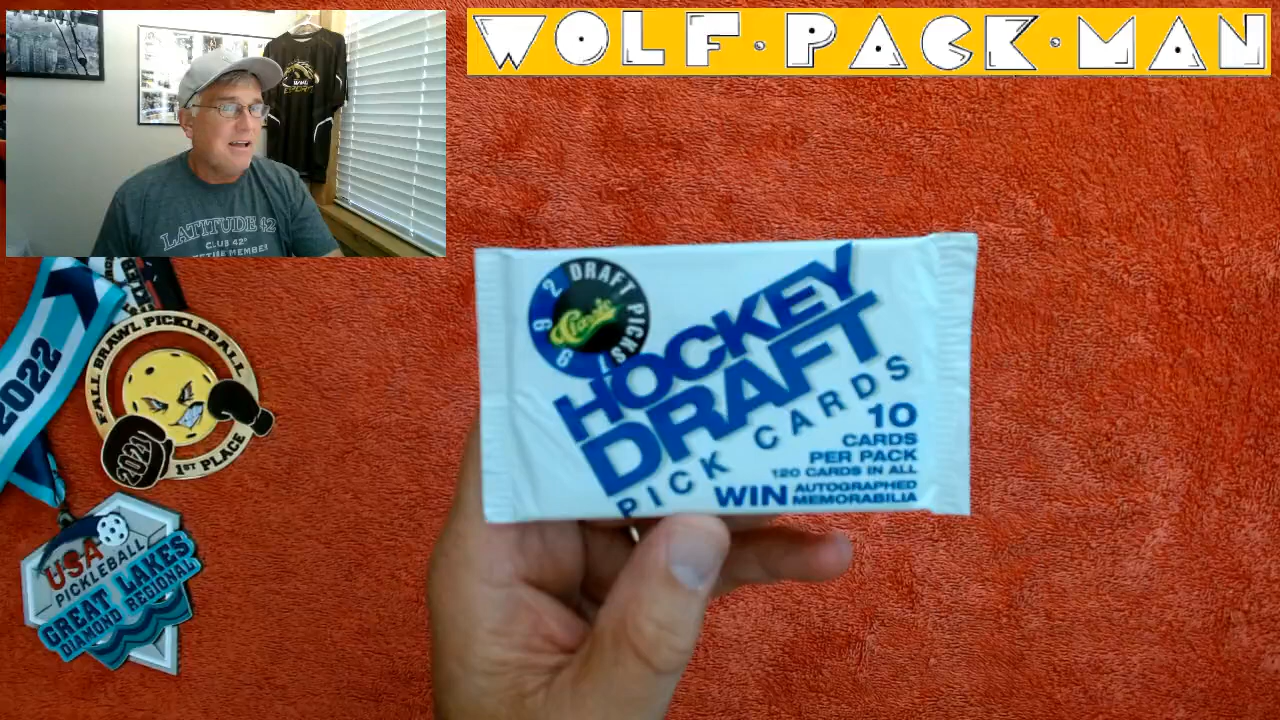 WOLF·PACK·MAN
LATITUDE 42
CLUB 42°
MEMBER
1992 DRAFT PICKS
Classic
HOCKEY
DRAFT
PICK CARDS
10
CARDS
PER PACK
120 CARDS IN ALL
WIN AUTOGRAPHED
MEMORABILIA
2022
FALL BRAWL PICKLEBALL
2021
1ST PLACE
USA
PICKLEBALL
GREAT LAKES
DIAMOND REGIONAL